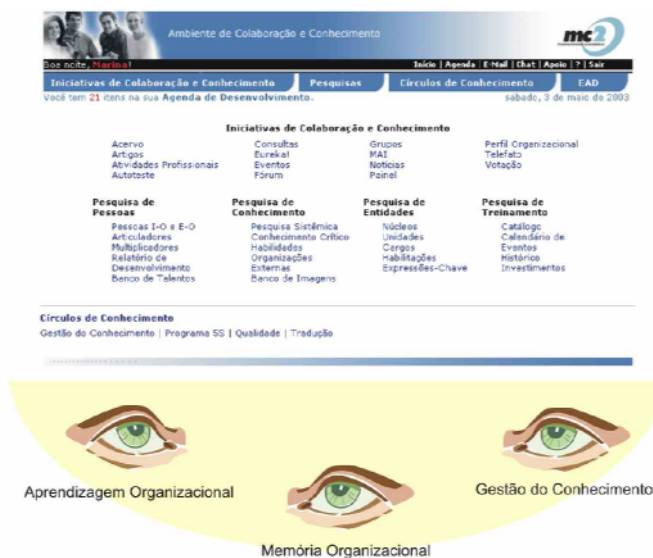 Ambiente de Colaboração e Conhecimento
mc2
Boa noite, Marina!
Início | Agenda | E-Mail | Chat | Apoio | ? | Sair
Iniciativas de Colaboração e Conhecimento Pesquisas Círculos de Conhecimento EAD
Você tem 21 itens na sua Agenda de Desenvolvimento. sábado, 3 de maio de 2003
Iniciativas de Colaboração e Conhecimento
Acervo Consultas Grupos Perfil Organizacional
Artigos Eureka! MAI Telefato
Atividades Profissionais Eventos Notícias Votação
Autoteste Fórum Painel
Pesquisa de Pesquisa de Pesquisa de Pesquisa de
Pessoas Conhecimento Entidades Treinamento
Pessoas I-O e E-O Pesquisa Sistêmica Núcleos Catálogo
Articuladores Conhecimento Crítico Unidades Calendário de
Multiplicadores Habilidades Cargos Eventos
Relatório de Organizações Habilitações Histórico
Desenvolvimento Externas Expressões-Chave Investimentos
Banco de Talentos Banco de Imagens
Círculos de Conhecimento
Gestão do Conhecimento | Programa 5S | Qualidade | Tradução
Aprendizagem Organizacional
Gestão do Conhecimento
Memória Organizacional